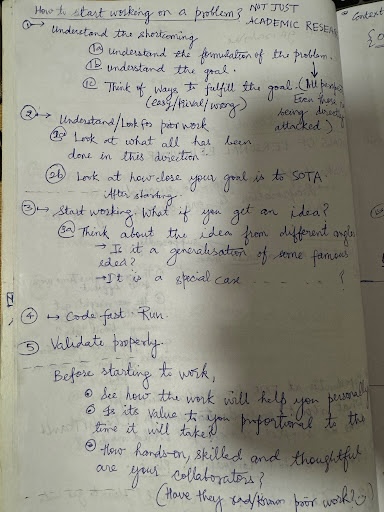 How to start working on a problem? NOT JUST
ACADEMIC RESEAR
① → Understand the shortcoming
1a understand the formulation of the problem.
1b understand the goal.
1c Think of ways to fulfill the goal. (All
(easy/trivial/wrong) Even those
being directly
attacked.)
② → Understand/Look for prior work
2a Look at what all has been
done in this direction
2b Look at how close your goal is to SOTA.
After starting
③ → Start working. What if you get an idea?
3a Think about the idea from different angles
→ Is it a generalisation of some famous
idea?
→ It is a special case - - - - - - ?
④ → Code fast. Run.
⑤ Validate properly.
Before starting to work,
See how the work will help you personally
Is its value to you proportional to the
time it will take?
How hands-on, skilled and thoughtful
are your collaborators?
(Have they read/known prior work? :)
Context